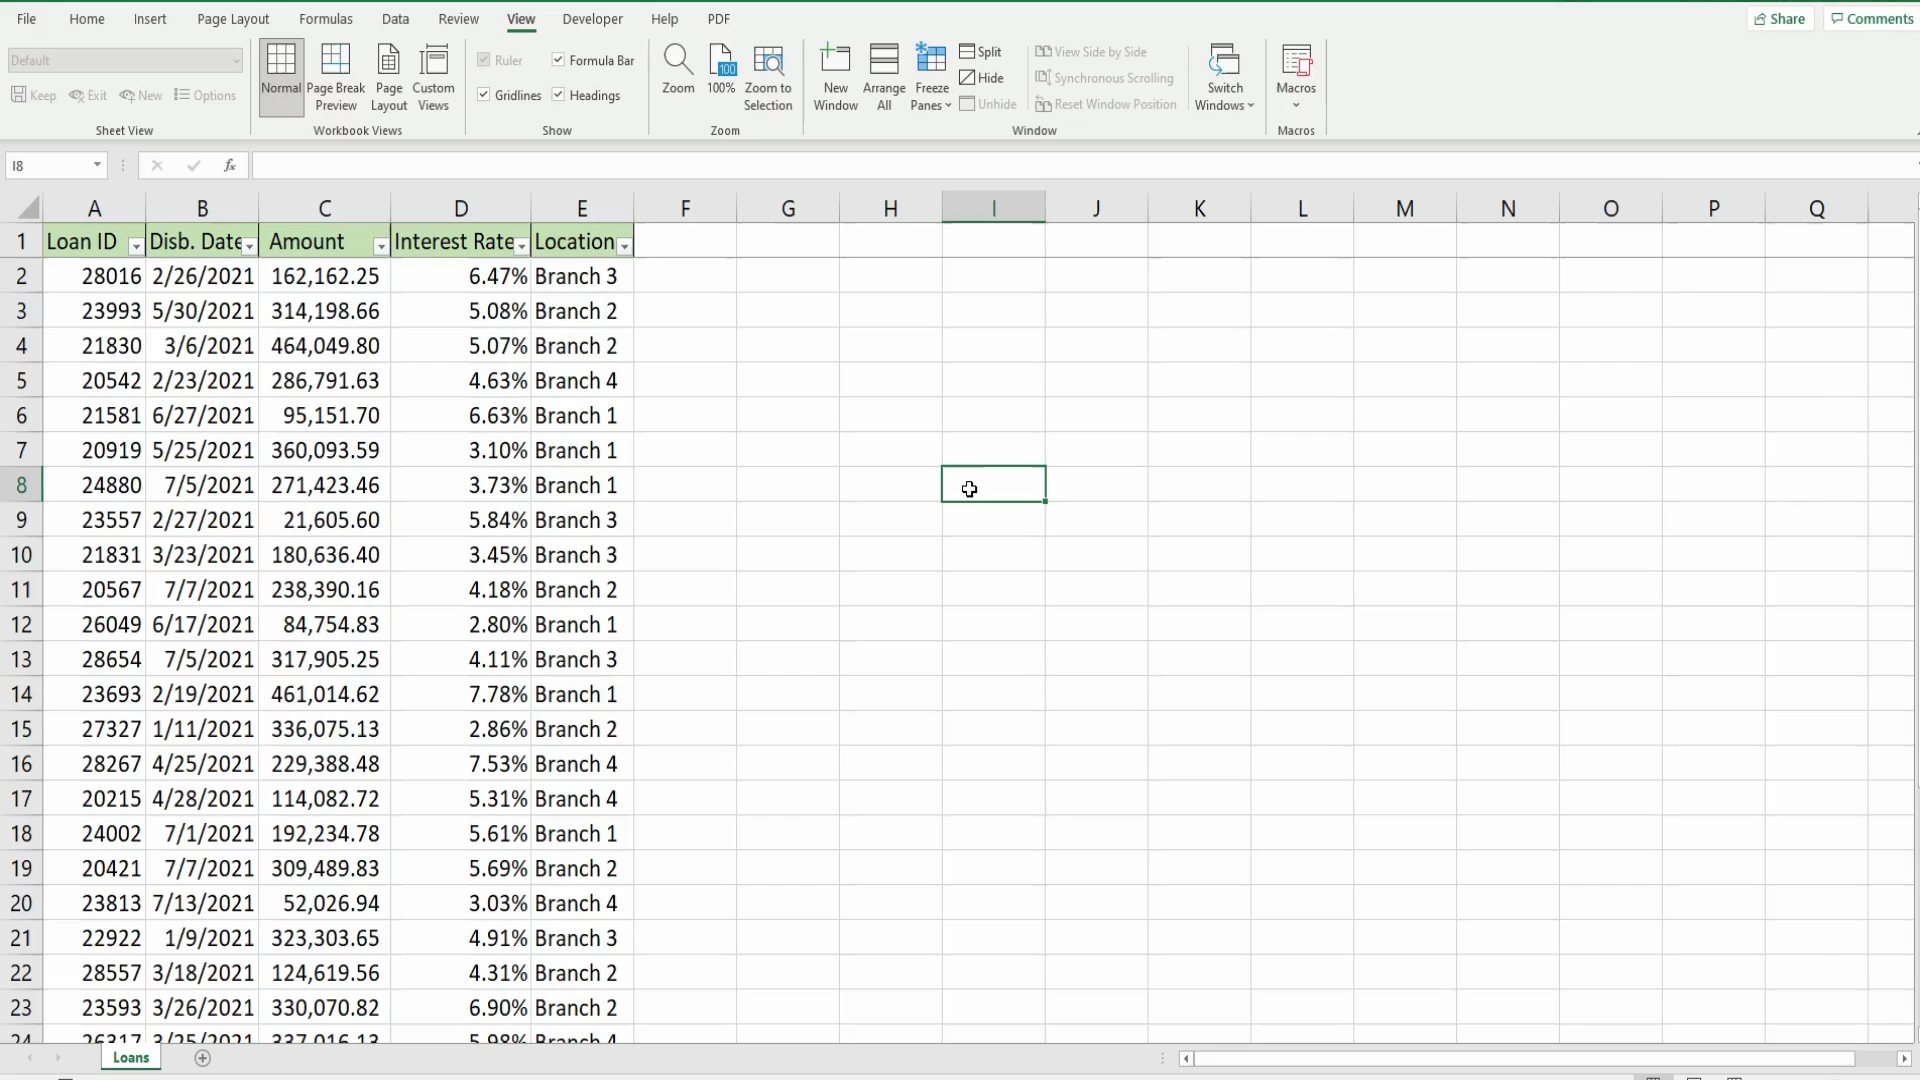 File Home Insert Page Layout Formulas Data Review View Developer Help PDF Share Comments
Default
Keep Exit New Options
Sheet View
Normal Page Break Preview Page Layout Custom Views
Workbook Views
Ruler Formula Bar
Gridlines Headings
Show
Zoom 100% Zoom to Selection
100
Zoom
New Window Arrange All Freeze Panes
Split
Hide
Unhide
View Side by Side
Synchronous Scrolling
Reset Window Position
Window
Switch Windows
Macros
Macros
I8 fx
A B C D E F G H I J K L M N O P Q
1 Loan ID Disb. Date Amount Interest Rate Location
2 28016 2/26/2021 162,162.25 6.47% Branch 3
3 23993 5/30/2021 314,198.66 5.08% Branch 2
4 21830 3/6/2021 464,049.80 5.07% Branch 2
5 20542 2/23/2021 286,791.63 4.63% Branch 4
6 21581 6/27/2021 95,151.70 6.63% Branch 1
7 20919 5/25/2021 360,093.59 3.10% Branch 1
8 24880 7/5/2021 271,423.46 3.73% Branch 1
9 23557 2/27/2021 21,605.60 5.84% Branch 3
10 21831 3/23/2021 180,636.40 3.45% Branch 3
11 20567 7/7/2021 238,390.16 4.18% Branch 2
12 26049 6/17/2021 84,754.83 2.80% Branch 1
13 28654 7/5/2021 317,905.25 4.11% Branch 3
14 23693 2/19/2021 461,014.62 7.78% Branch 1
15 27327 1/11/2021 336,075.13 2.86% Branch 2
16 28267 4/25/2021 229,388.48 7.53% Branch 4
17 20215 4/28/2021 114,082.72 5.31% Branch 4
18 24002 7/1/2021 192,234.78 5.61% Branch 1
19 20421 7/7/2021 309,489.83 5.69% Branch 2
20 23813 7/13/2021 52,026.94 3.03% Branch 4
21 22922 1/9/2021 323,303.65 4.91% Branch 3
22 28557 3/18/2021 124,619.56 4.31% Branch 2
23 23593 3/26/2021 330,070.82 6.90% Branch 2
24 26317 3/25/2021 337,016.13 5.98% Branch 4
Loans